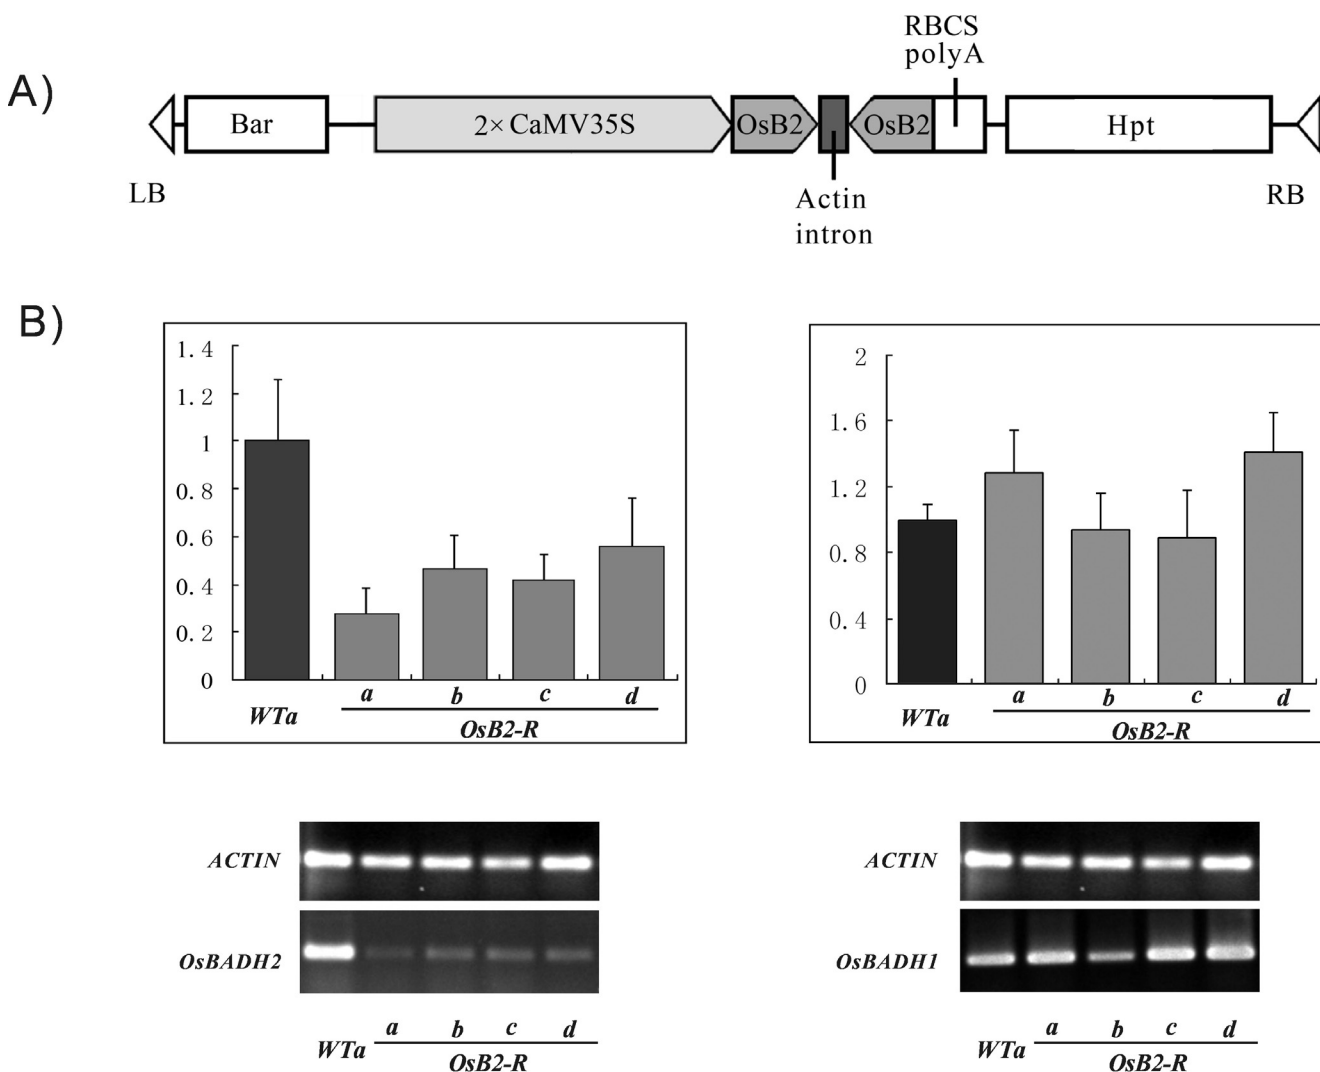 A)
RBCS
polyA
Bar
2× CaMV35S
OsB2
OsB2
Hpt
LB
Actin
intron
RB
B)
1.4
1.2
1
0.8
0.6
0.4
0.2
0
WTa
a b c d
OsB2-R
2
1.6
1.2
0.8
0.4
0
WTa
a b c d
OsB2-R
ACTIN
OsBADH2
WTa
a b c d
OsB2-R
ACTIN
OsBADH1
WTa
a b c d
OsB2-R